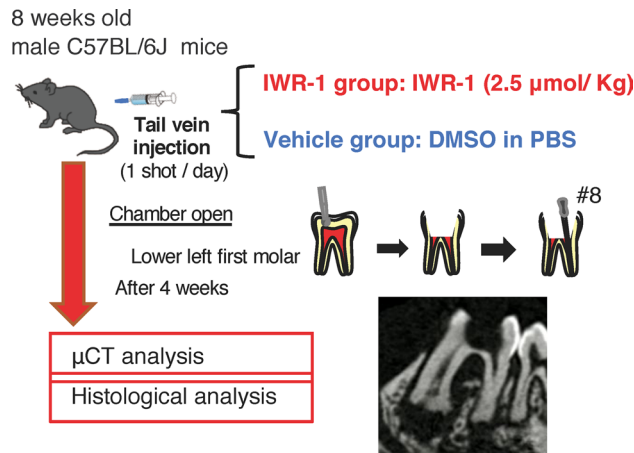 8 weeks old
male C57BL/6J mice
IWR-1 group: IWR-1 (2.5 µmol/ Kg)
Tail vein
injection
(1 shot / day)
Vehicle group: DMSO in PBS
Chamber open
#8
Lower left first molar
After 4 weeks
µCT analysis
Histological analysis